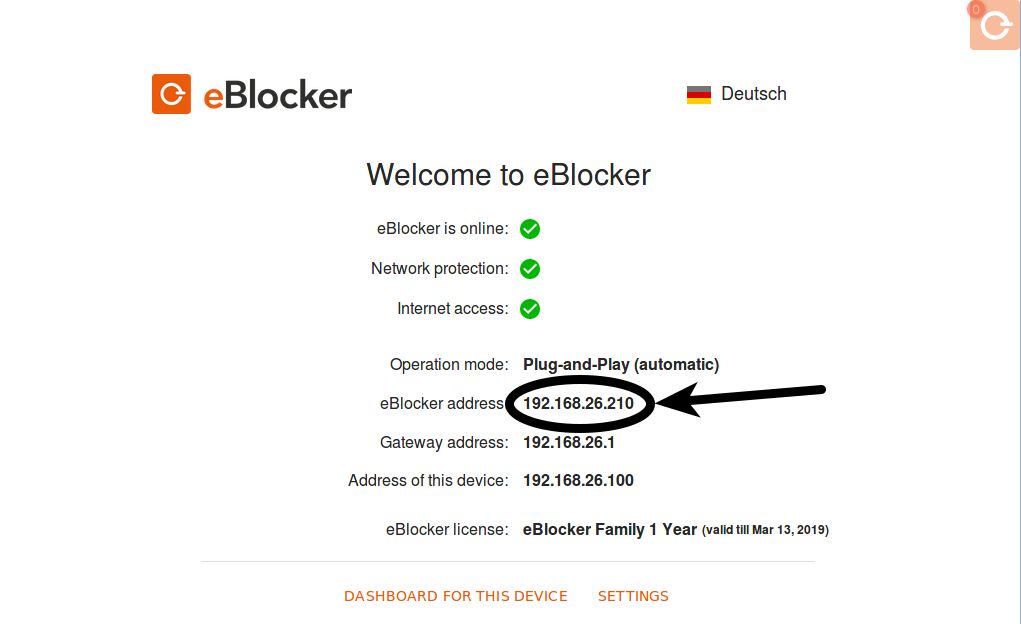 0
eBlocker
Deutsch
Welcome to eBlocker
eBlocker is online:
Network protection:
Internet access:
Operation mode: Plug-and-Play (automatic)
eBlocker address 192.168.26.210
Gateway address: 192.168.26.1
Address of this device: 192.168.26.100
eBlocker license: eBlocker Family 1 Year (valid till Mar 13, 2019)
DASHBOARD FOR THIS DEVICE SETTINGS